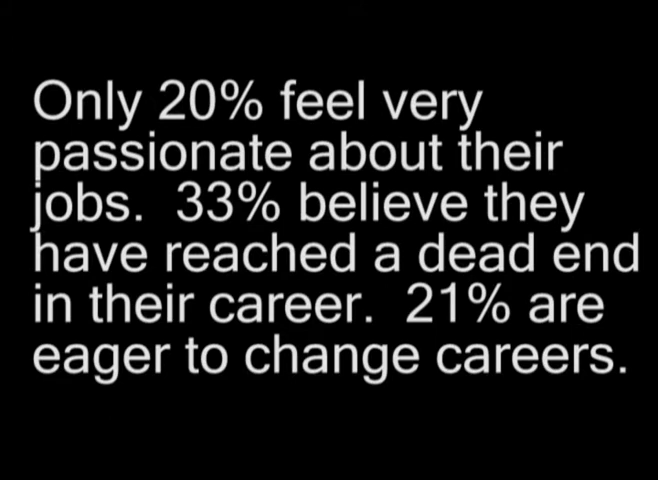 Only 20% feel very
passionate about their
jobs.  33% believe they
have reached a dead end
in their career.  21% are
eager to change careers.